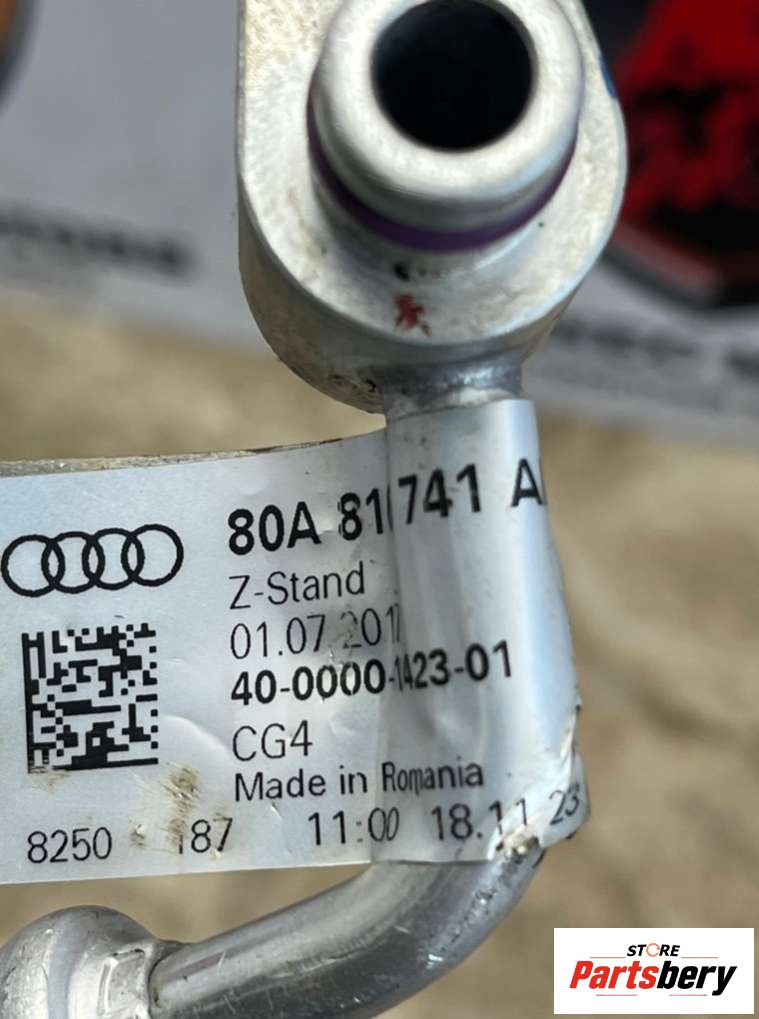 80A 81 741 A
Z-Stand
01.07.201
40-0000-1423-01
CG4
Made in Romania
8250 187 11:00 18.11 23
STORE
Partsbery